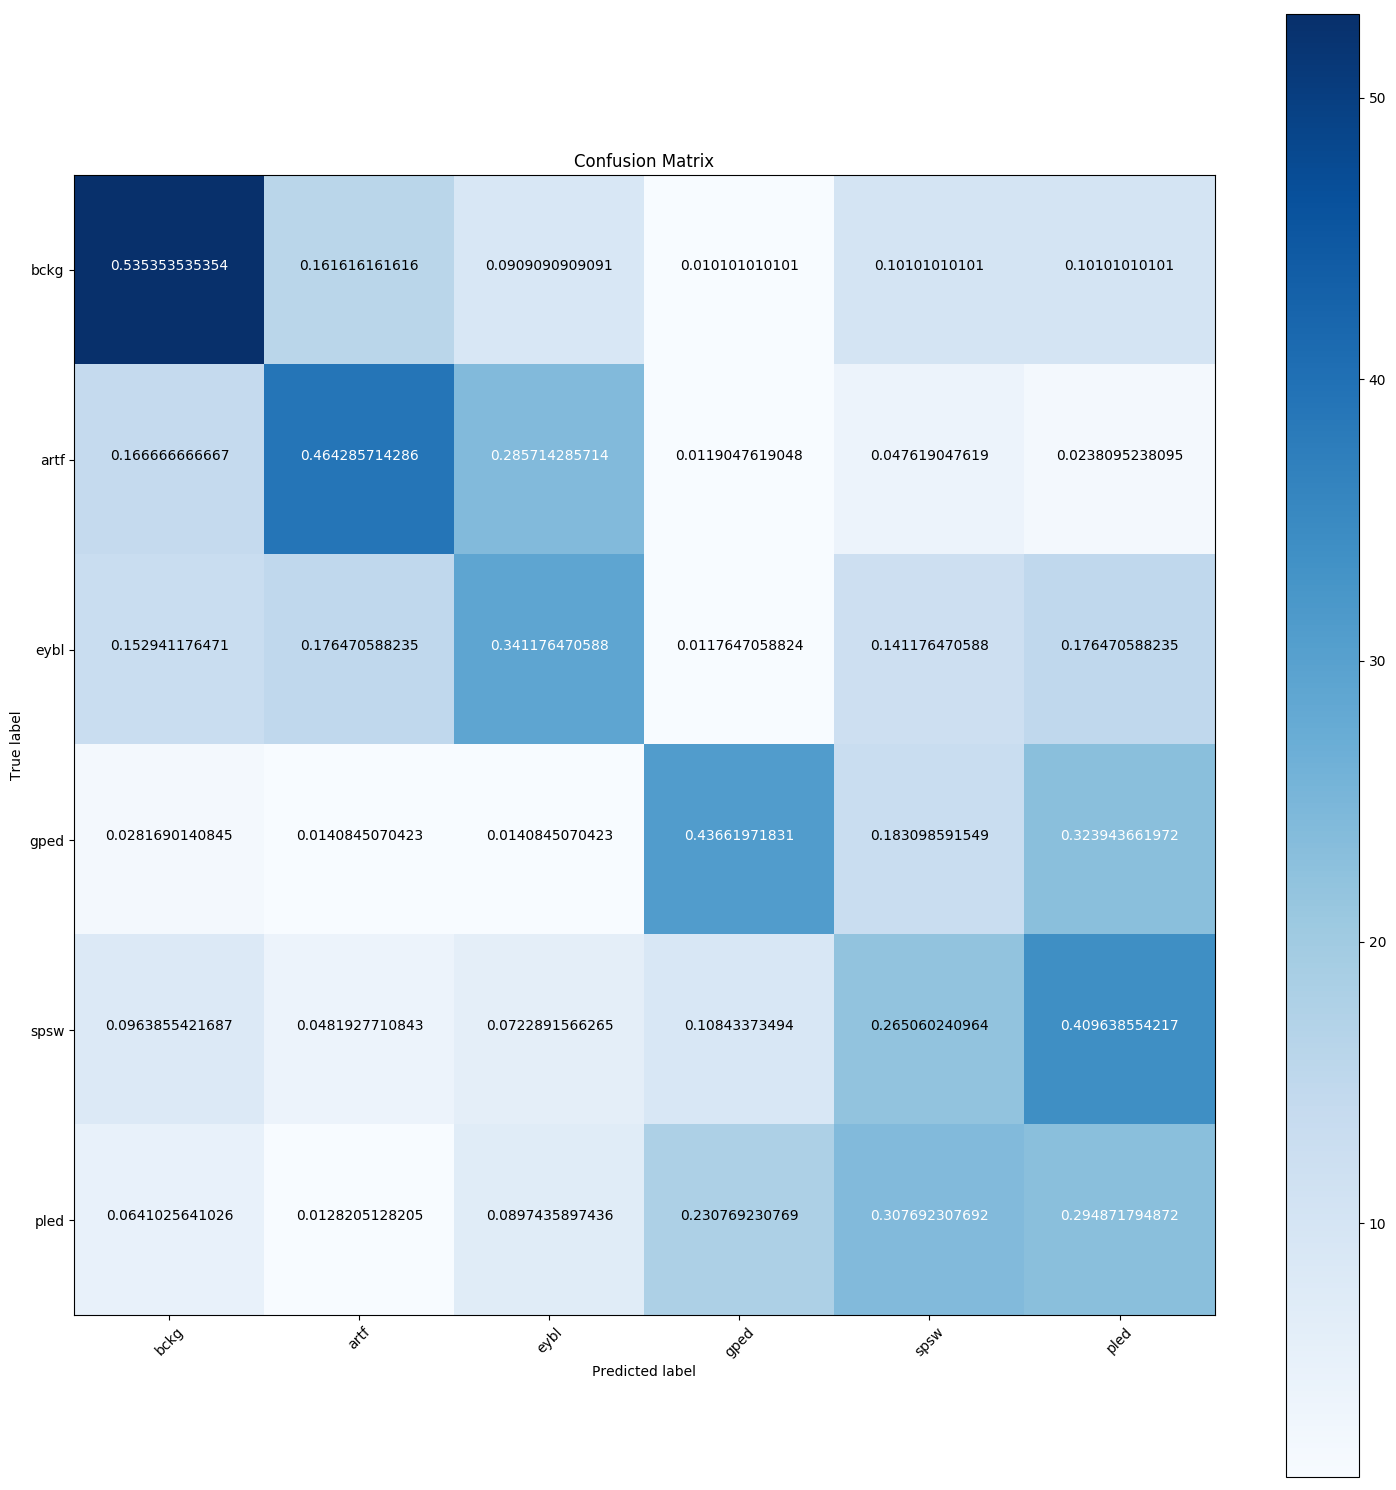 Confusion Matrix
50
40
30
20
10
True label
bckg 0.535353535354 0.161616161616 0.0909090909091 0.010101010101 0.10101010101 0.10101010101
artf 0.166666666667 0.464285714286 0.285714285714 0.0119047619048 0.047619047619 0.0238095238095
eybl 0.152941176471 0.176470588235 0.341176470588 0.0117647058824 0.141176470588 0.176470588235
gped 0.0281690140845 0.0140845070423 0.0140845070423 0.43661971831 0.183098591549 0.323943661972
spsw 0.0963855421687 0.0481927710843 0.0722891566265 0.10843373494 0.265060240964 0.409638554217
pled 0.0641025641026 0.0128205128205 0.0897435897436 0.230769230769 0.307692307692 0.294871794872
bckg artf eybl gped spsw pled
Predicted label